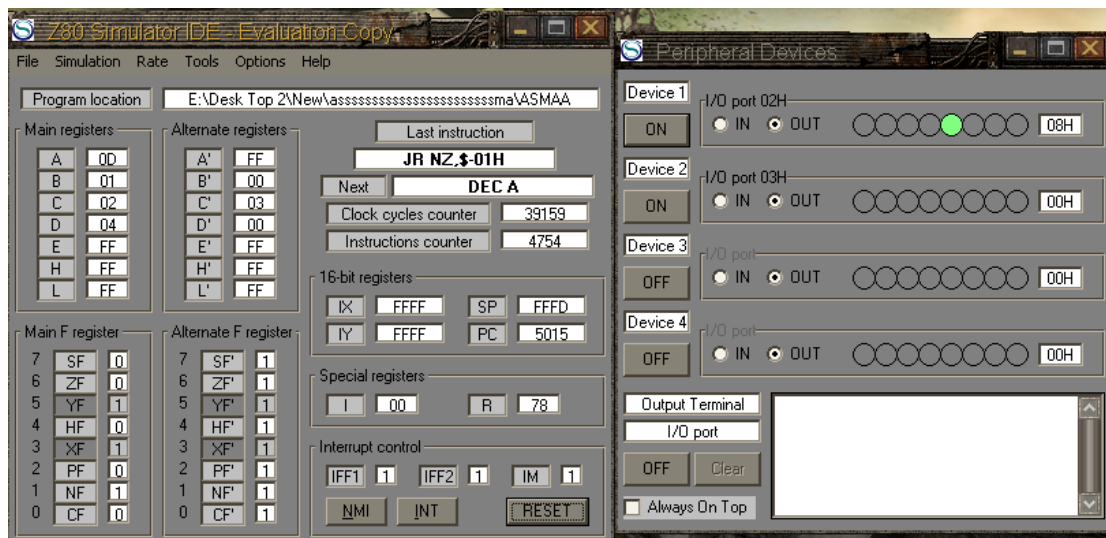 Z80 Simulator IDE - Evaluation Copy
File Simulation Rate Tools Options Help
Program location E:\Desk Top 2\New\assssssssssssssssssssssssma\ASMAA
Main registers
A 0D
B 01
C 02
D 04
E FF
H FF
L FF
Alternate registers
A' FF
B' 00
C' 03
D' 00
E' FF
H' FF
L' FF
Last instruction
JR NZ,$-01H
Next DEC A
Clock cycles counter 39159
Instructions counter 4754
16-bit registers
IX FFFF SP FFFD
IY FFFF PC 5015
Main F register
7 SF 0
6 ZF 0
5 YF 1
4 HF 0
3 XF 1
2 PF 0
1 NF 1
0 CF 0
Alternate F register
7 SF' 1
6 ZF' 1
5 YF' 1
4 HF' 1
3 XF' 1
2 PF' 1
1 NF' 1
0 CF' 1
Special registers
I 00 R 78
Interrupt control
IFF1 1 IFF2 1 IM 1
NMI INT RESET
Peripheral Devices
Device 1 I/O port 02H
ON IN OUT 08H
Device 2 I/O port 03H
ON IN OUT 00H
Device 3 I/O port
OFF IN OUT 00H
Device 4 I/O port
OFF IN OUT 00H
Output Terminal
I/O port
OFF Clear
Always On Top